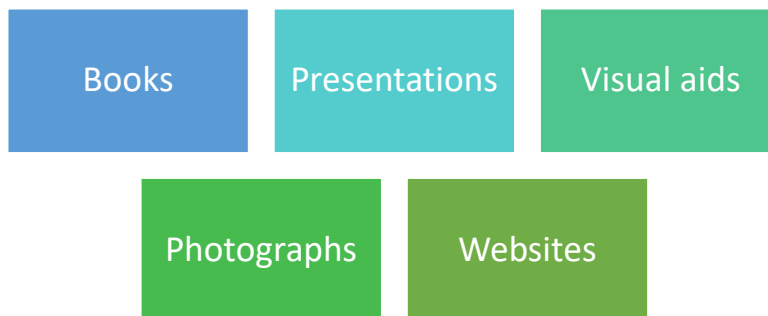 Books
Presentations
Visual aids
Photographs
Websites